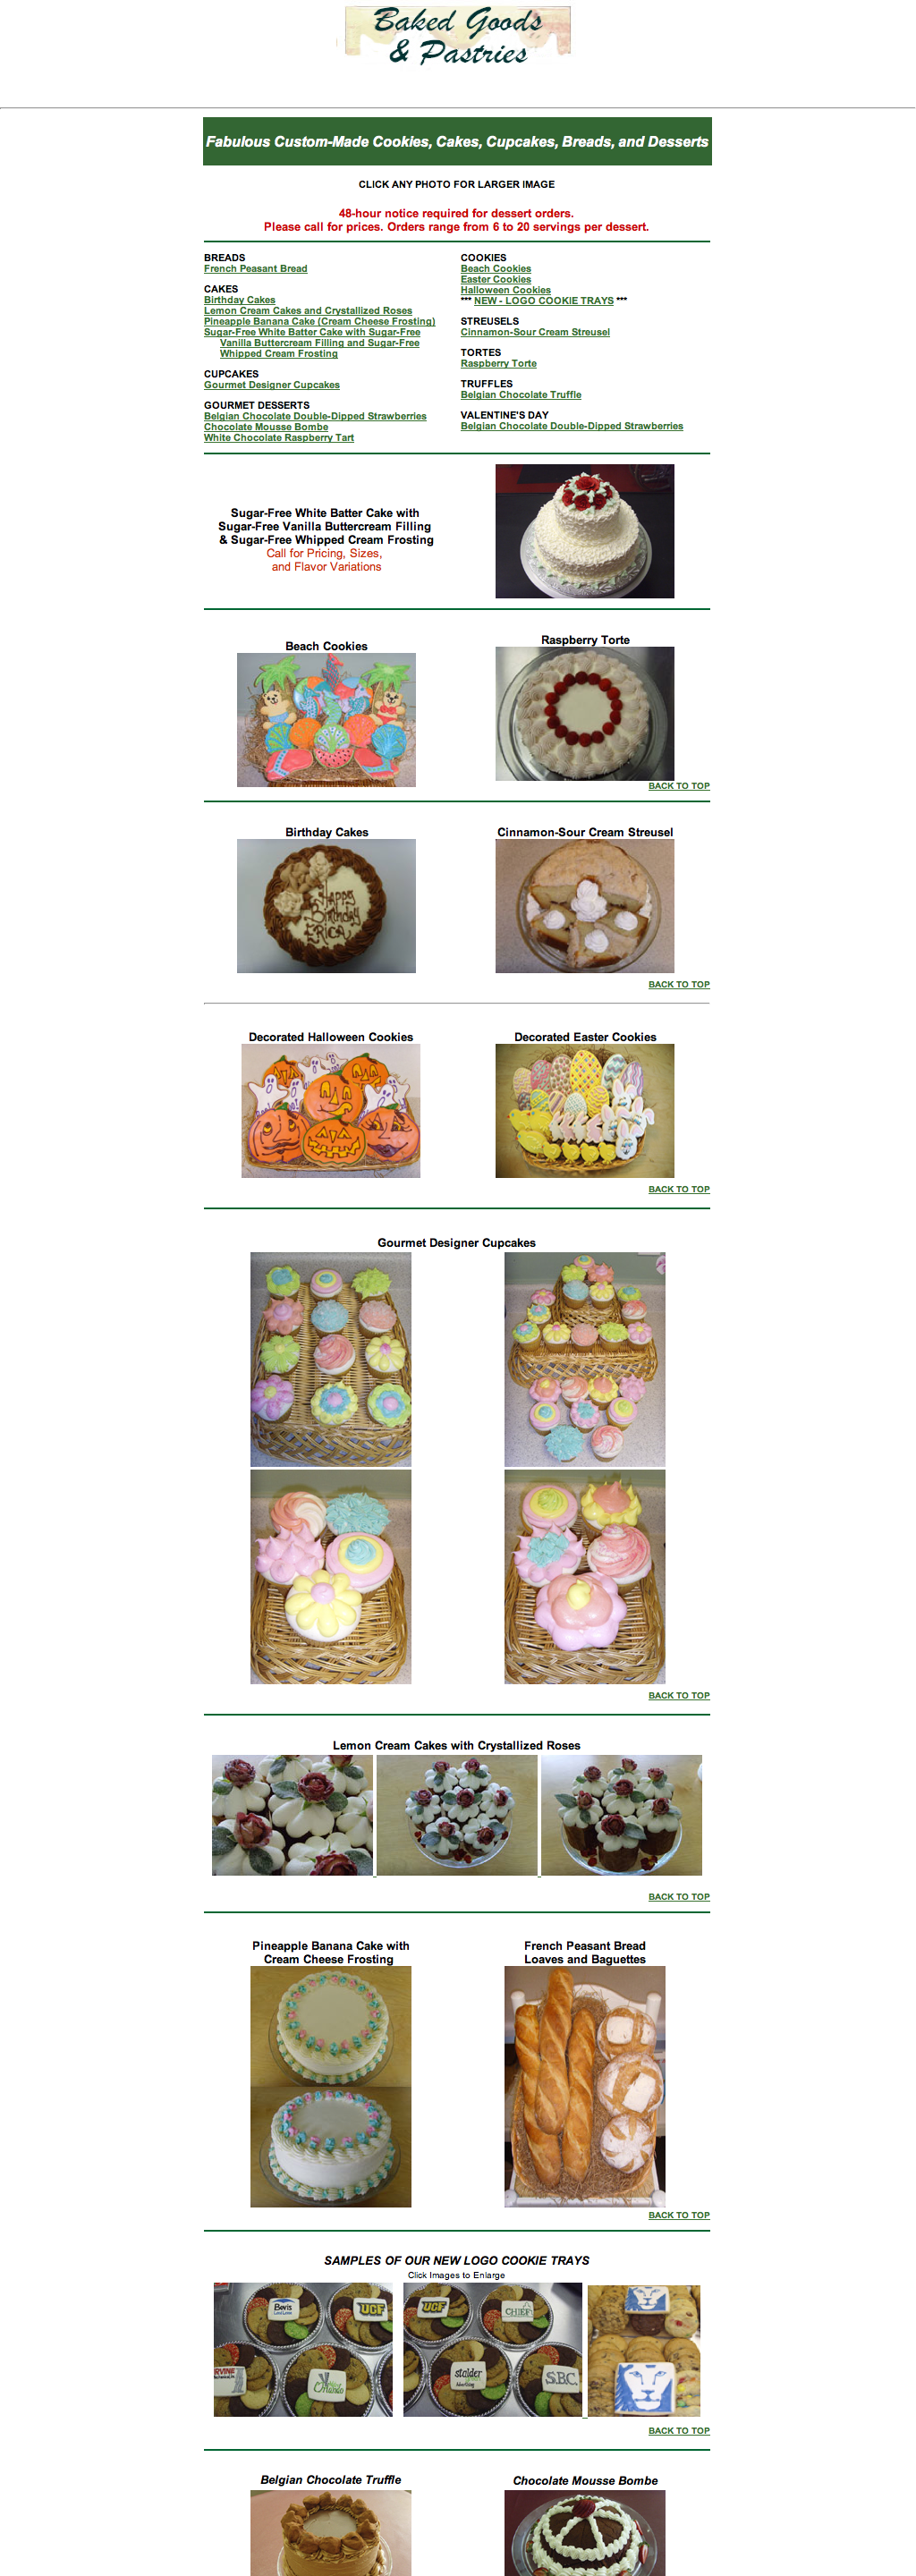 Baked Goods
& Pastries
Fabulous Custom-Made Cookies, Cakes, Cupcakes, Breads, and Desserts
CLICK ANY PHOTO FOR LARGER IMAGE
48-hour notice required for dessert orders.
Please call for prices. Orders range from 6 to 20 servings per dessert.
BREADS
French Peasant Bread
CAKES
Birthday Cakes
Lemon Cream Cakes and Crystallized Roses
Pineapple Banana Cake (Cream Cheese Frosting)
Sugar-Free White Batter Cake with Sugar-Free
Vanilla Buttercream Filling and Sugar-Free
Whipped Cream Frosting
CUPCAKES
Gourmet Designer Cupcakes
GOURMET DESSERTS
Belgian Chocolate Double-Dipped Strawberries
Chocolate Mousse Bombe
White Chocolate Raspberry Tart
COOKIES
Beach Cookies
Easter Cookies
Halloween Cookies
*** NEW - LOGO COOKIE TRAYS ***
STREUSELS
Cinnamon-Sour Cream Streusel
TORTES
Raspberry Torte
TRUFFLES
Belgian Chocolate Truffle
VALENTINE'S DAY
Belgian Chocolate Double-Dipped Strawberries
Sugar-Free White Batter Cake with
Sugar-Free Vanilla Buttercream Filling
& Sugar-Free Whipped Cream Frosting
Call for Pricing, Sizes,
and Flavor Variations
Beach Cookies
Raspberry Torte
BACK TO TOP
Birthday Cakes
Cinnamon-Sour Cream Streusel
Happy
Birthday
Erica
BACK TO TOP
Decorated Halloween Cookies
Decorated Easter Cookies
BACK TO TOP
Gourmet Designer Cupcakes
BACK TO TOP
Lemon Cream Cakes with Crystallized Roses
BACK TO TOP
Pineapple Banana Cake with
Cream Cheese Frosting
French Peasant Bread
Loaves and Baguettes
BACK TO TOP
SAMPLES OF OUR NEW LOGO COOKIE TRAYS
Click Images to Enlarge
Bevis
UCF
UCF
CHIEF
stalder
S.B.C.
BACK TO TOP
Belgian Chocolate Truffle
Chocolate Mousse Bombe